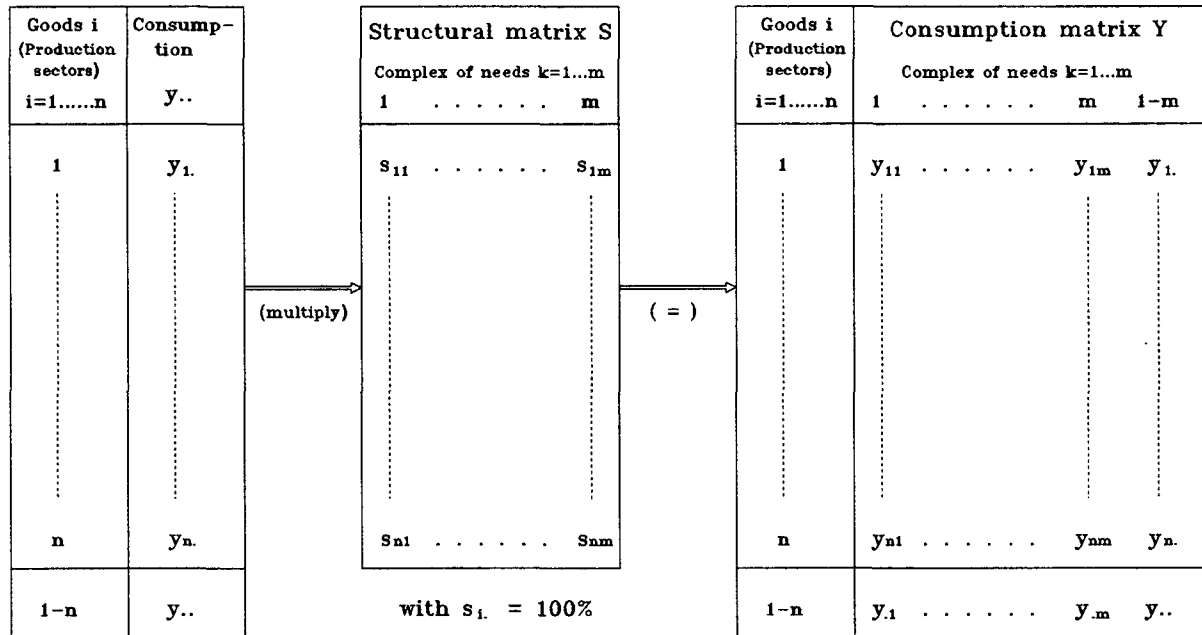 Goods i
(Production
sectors)
i=1......n
Consump-
tion
y..
1
y1.
n
yn.
1-n
y..
(multiply)
Structural matrix S
Complex of needs k=1...m
1 . . . . . . m
s11 . . . . . . s1m
sn1 . . . . . . snm
with si. = 100%
( = )
Goods i
(Production
sectors)
i=1......n
Consumption matrix Y
Complex of needs k=1...m
1 . . . . . . m 1-m
1
y11 . . . . . . y1m y1.
n
yn1 . . . . . . ynm yn.
1-n
y.1 . . . . . . y.m y..